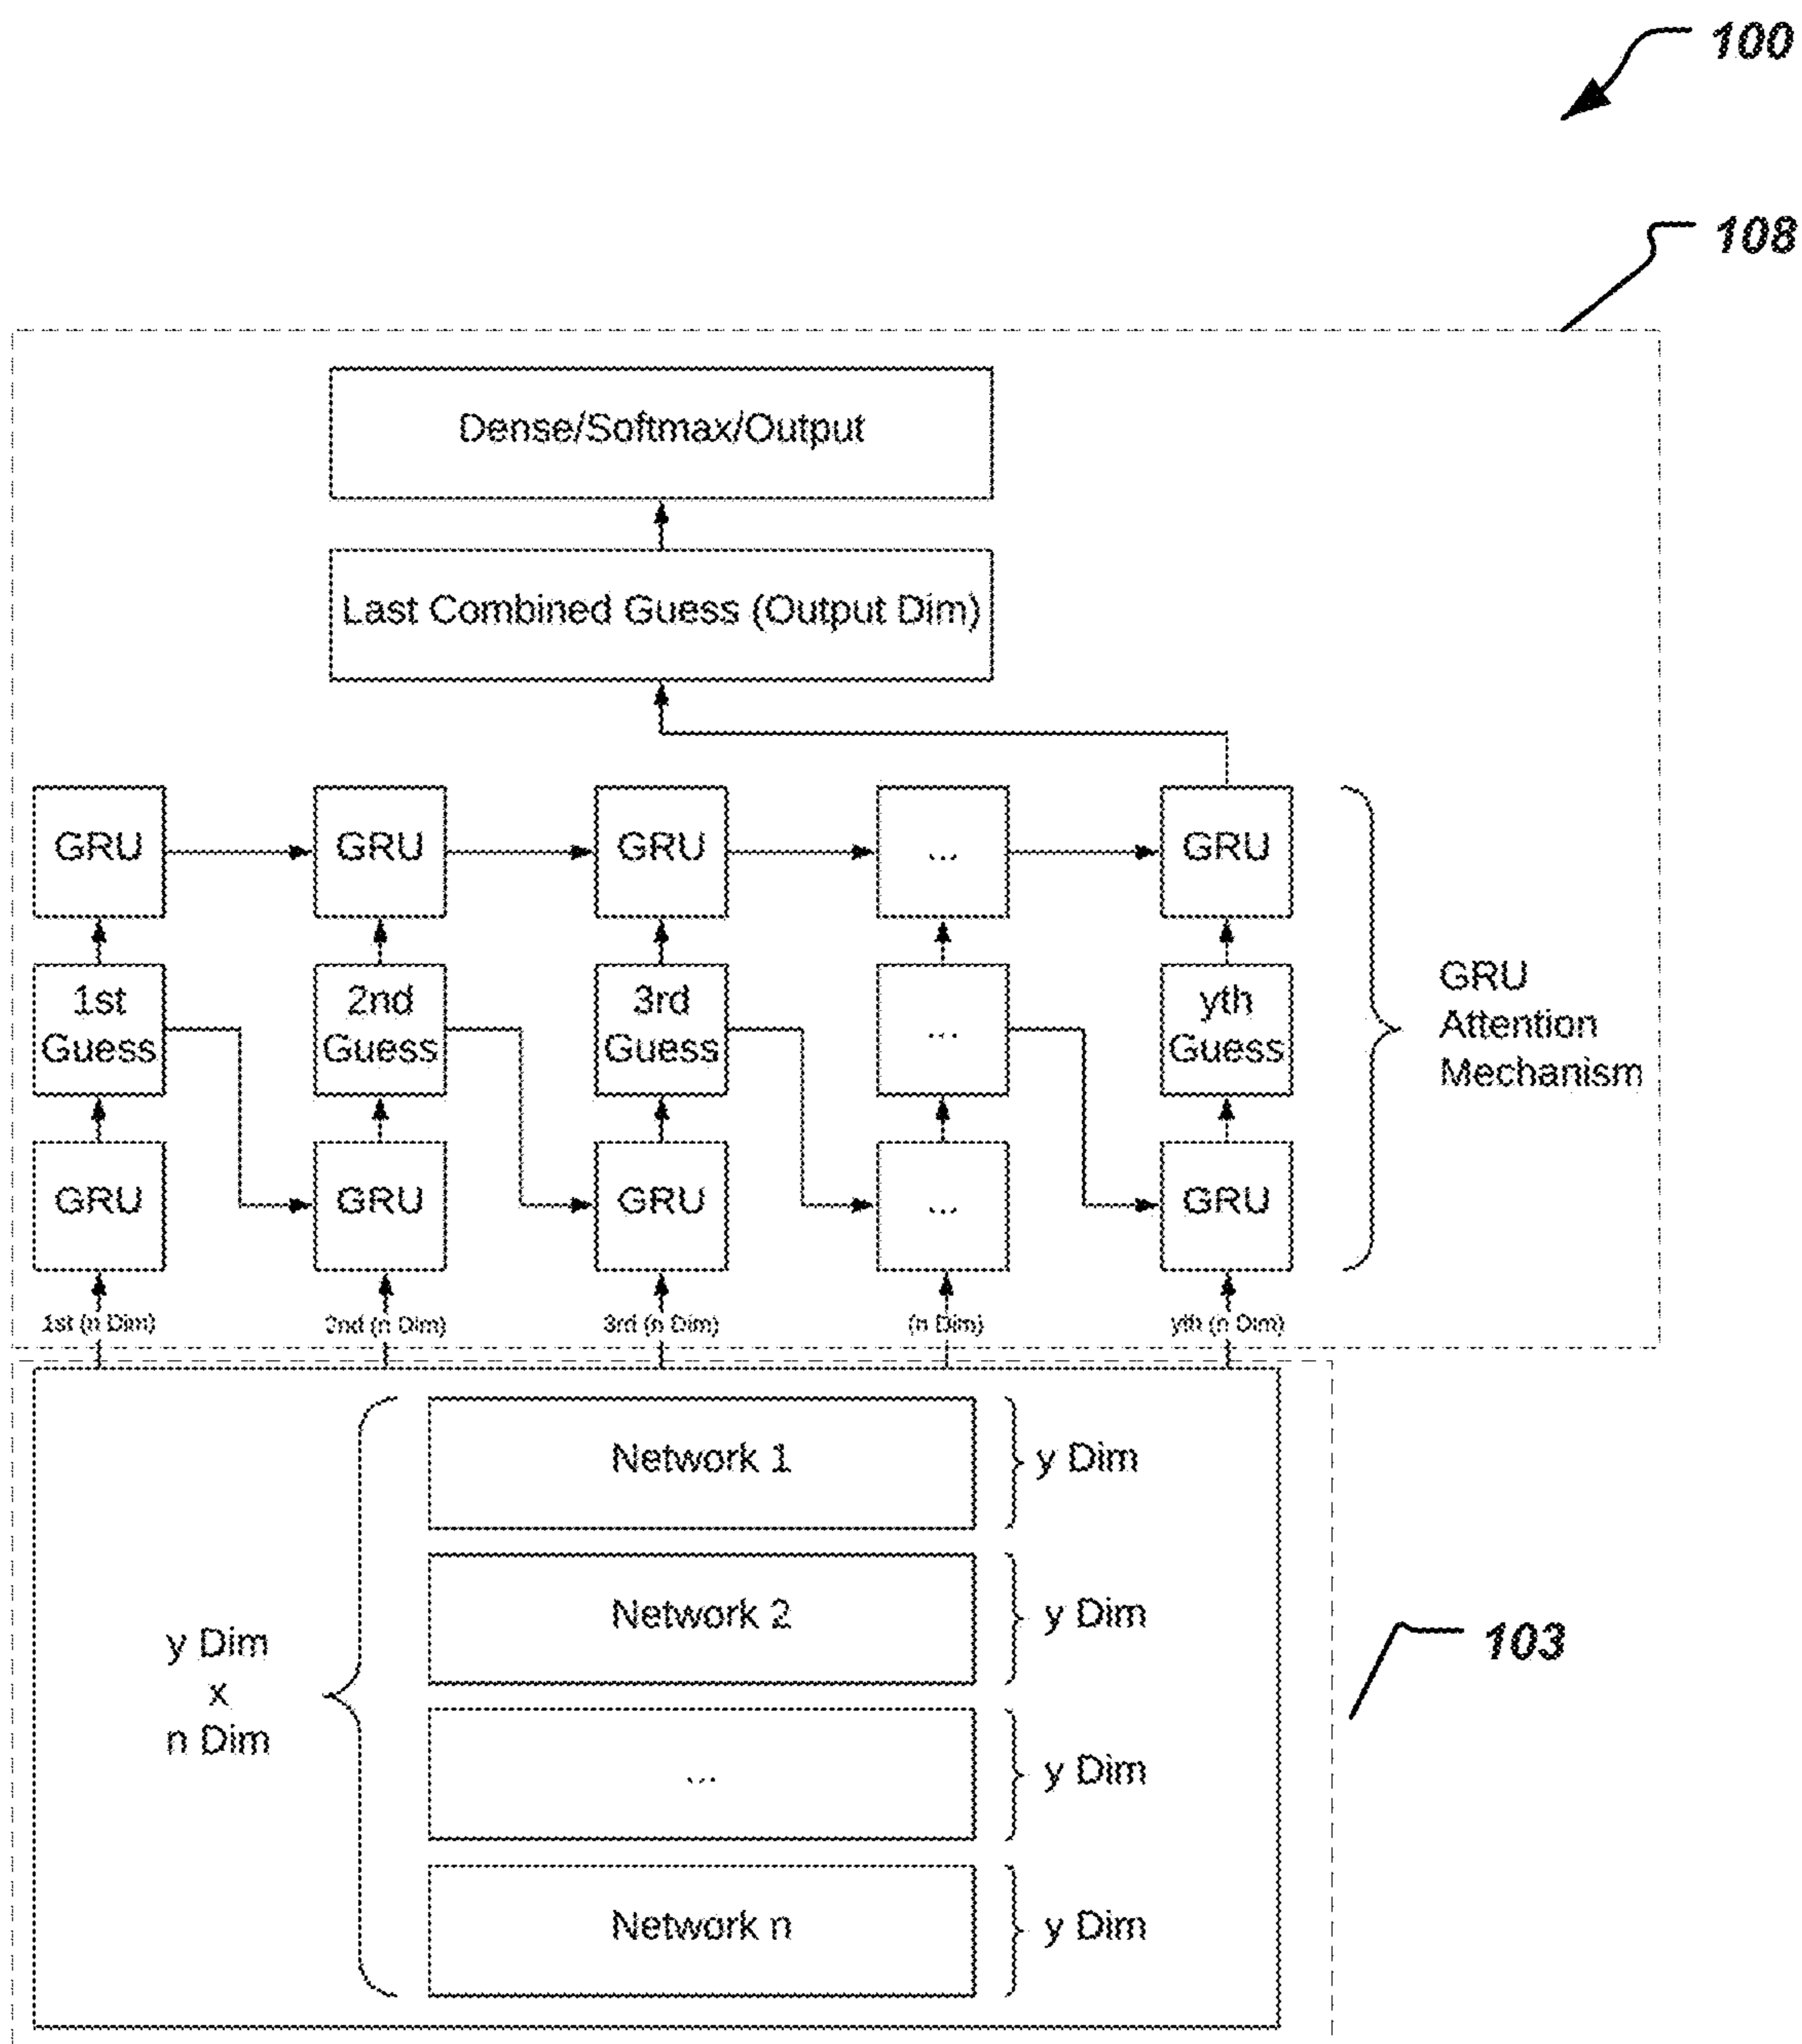 100
108
Dense/Softmax/Output
Last Combined Guess (Output Dim)
GRU GRU GRU ... GRU
1st 2nd 3rd ... yth
Guess Guess Guess Guess
GRU
Attention
Mechanism
GRU GRU GRU ... GRU
1st (n Dim) 2nd (n Dim) 3rd (n Dim) (n Dim) yth (n Dim)
Network 1 y Dim
Network 2 y Dim
y Dim
x
n Dim
103
... y Dim
Network n y Dim